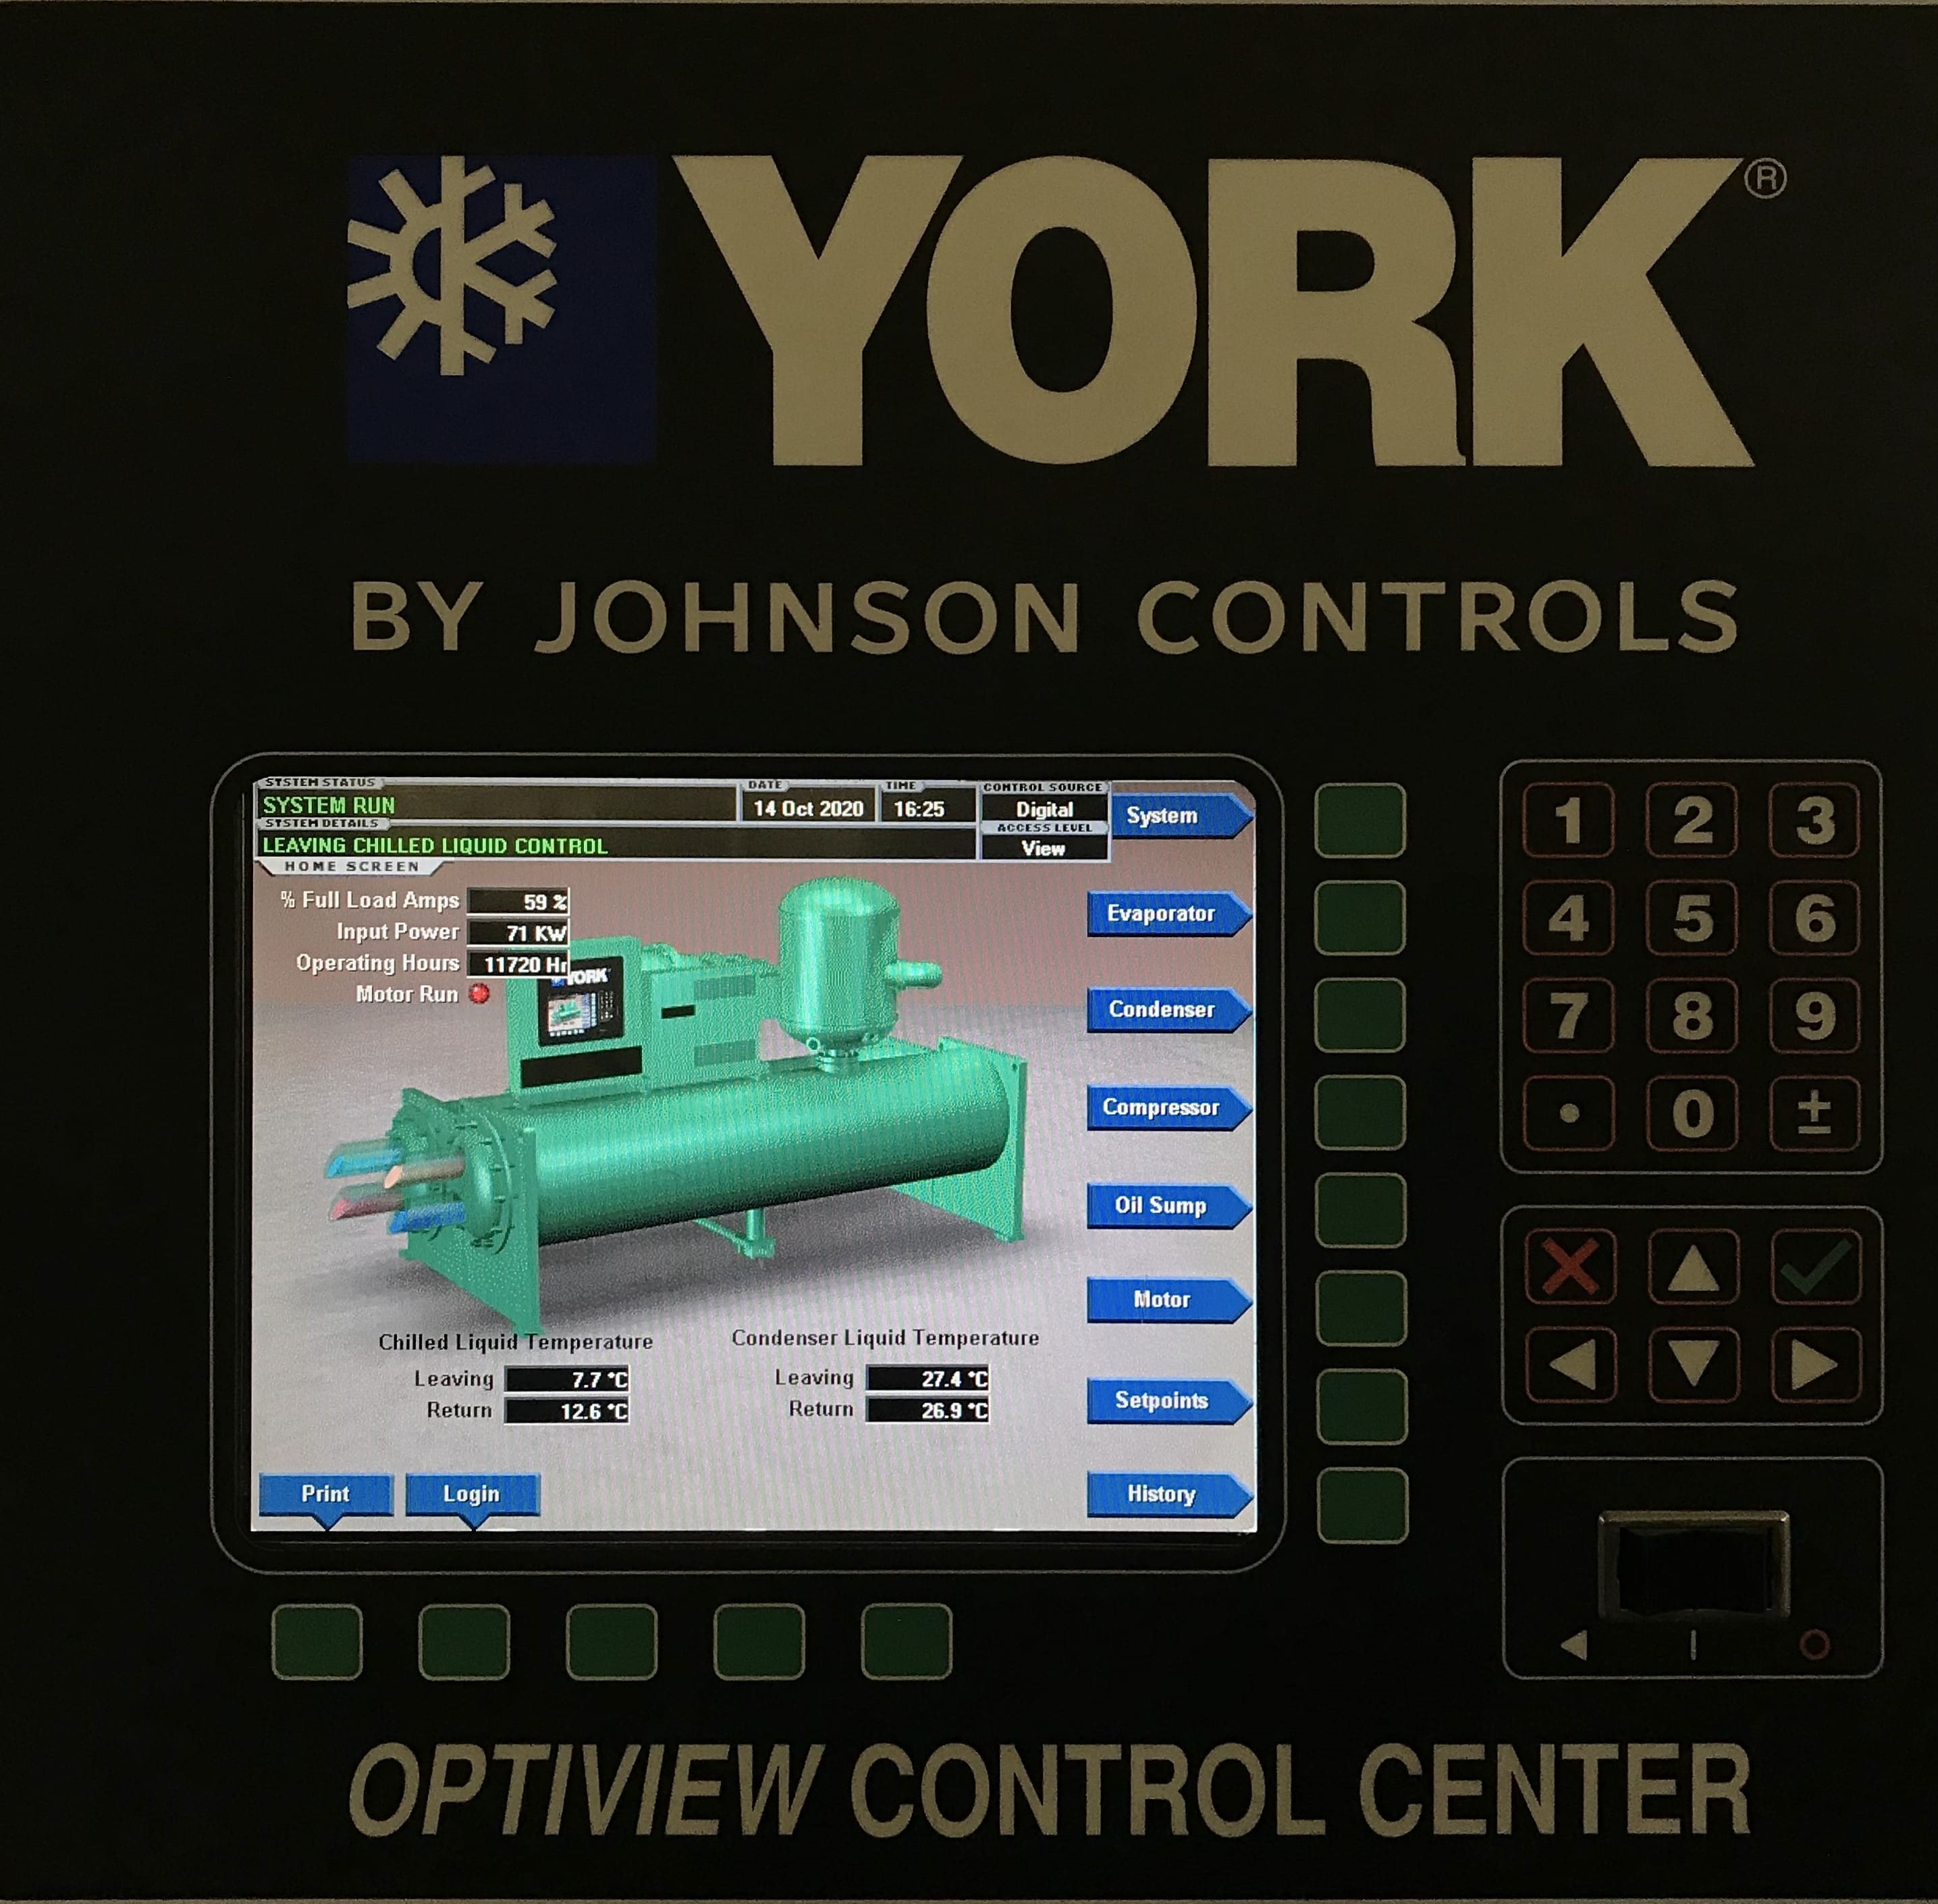 YORK®
BY JOHNSON CONTROLS
SYSTEM STATUS
SYSTEM RUN
DATE
14 Oct 2020
TIME
16:25
CONTROL SOURCE
Digital
SYSTEM DETAILS
LEAVING CHILLED LIQUID CONTROL
ACCESS LEVEL
View
HOME SCREEN
% Full Load Amps 59 %
Input Power 71 KW
Operating Hours 11720 Hr
Motor Run
YORK
Chilled Liquid Temperature
Leaving 7.7 °C
Return 12.6 °C
Condenser Liquid Temperature
Leaving 27.4 °C
Return 26.9 °C
System
Evaporator
Condenser
Compressor
Oil Sump
Motor
Setpoints
History
Print
Login
1 2 3
4 5 6
7 8 9
• 0 ±
OPTIVIEW CONTROL CENTER